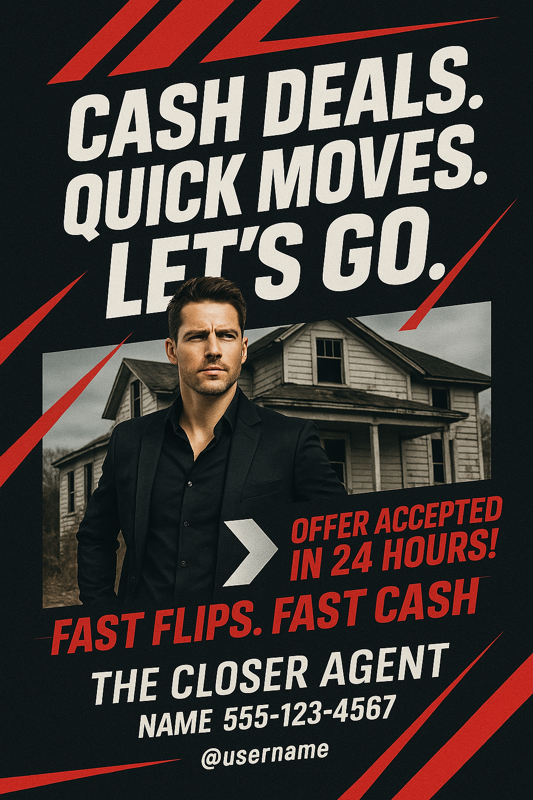 CASH DEALS.
QUICK MOVES.
LET'S GO.
OFFER ACCEPTED
IN 24 HOURS!
FAST FLIPS. FAST CASH
THE CLOSER AGENT
NAME 555-123-4567
@username